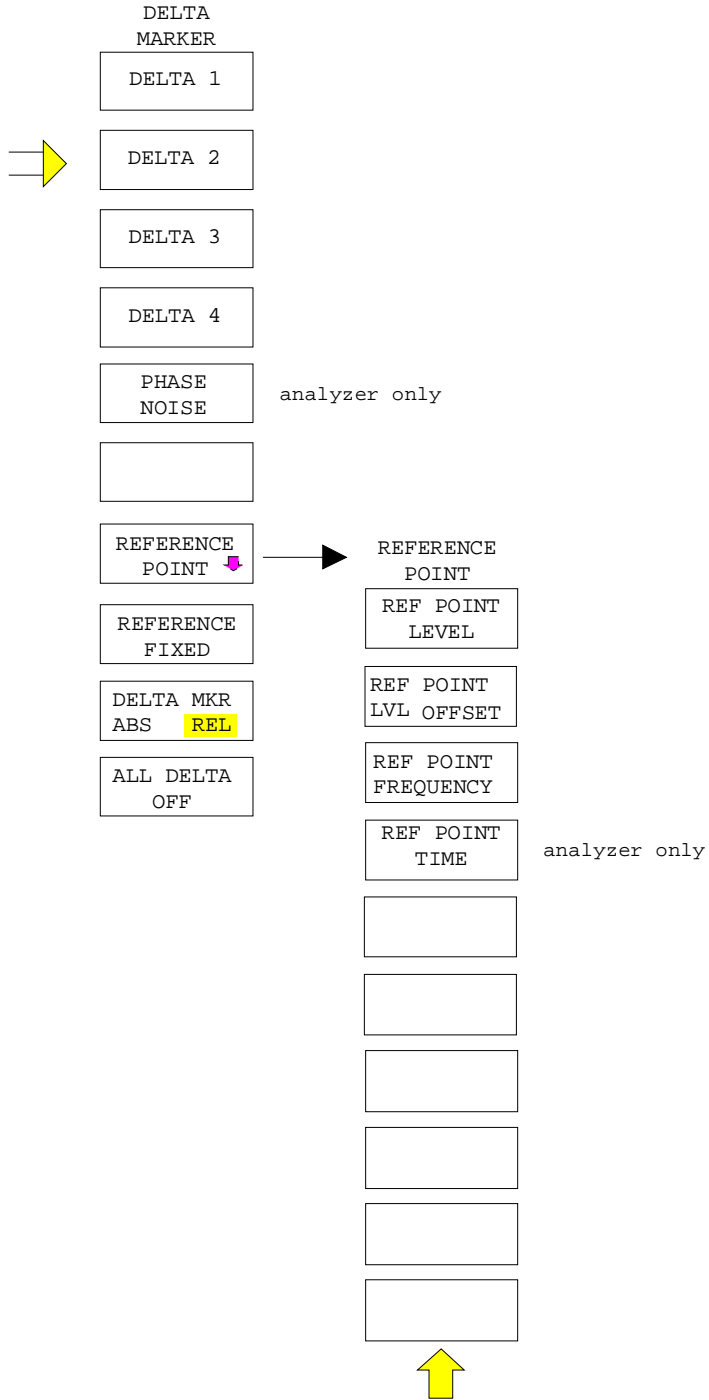 DELTA
MARKER
DELTA 1
DELTA 2
DELTA 3
DELTA 4
PHASE
NOISE
analyzer only
REFERENCE
POINT
REFERENCE
FIXED
DELTA MKR
ABS REL
ALL DELTA
OFF
REFERENCE
POINT
REF POINT
LEVEL
REF POINT
LVL OFFSET
REF POINT
FREQUENCY
REF POINT
TIME
analyzer only